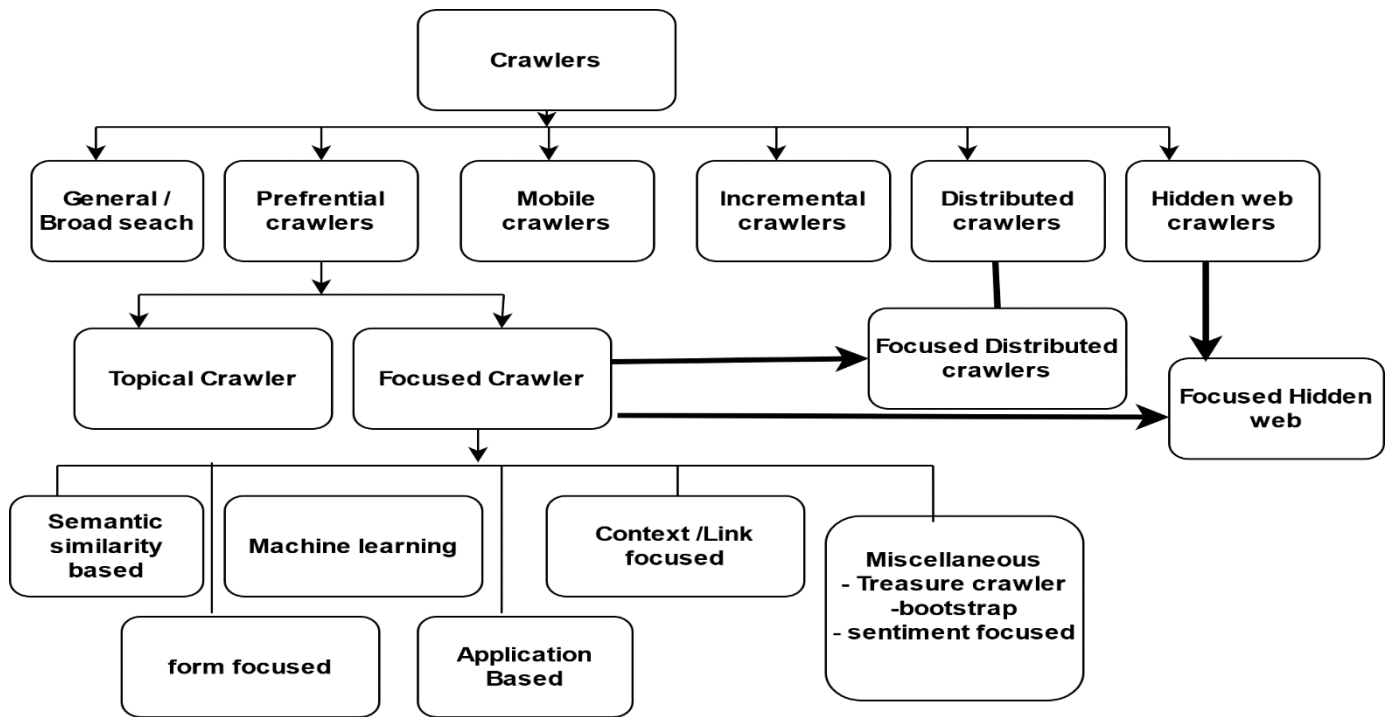 Crawlers
General /
Broad seach
Prefrential
crawlers
Mobile
crawlers
Incremental
crawlers
Distributed
crawlers
Hidden web
crawlers
Topical Crawler
Focused Crawler
Focused Distributed
crawlers
Focused Hidden
web
Semantic
similarity
based
Machine learning
Context /Link
focused
Miscellaneous
- Treasure crawler
-bootstrap
- sentiment focused
form focused
Application
Based